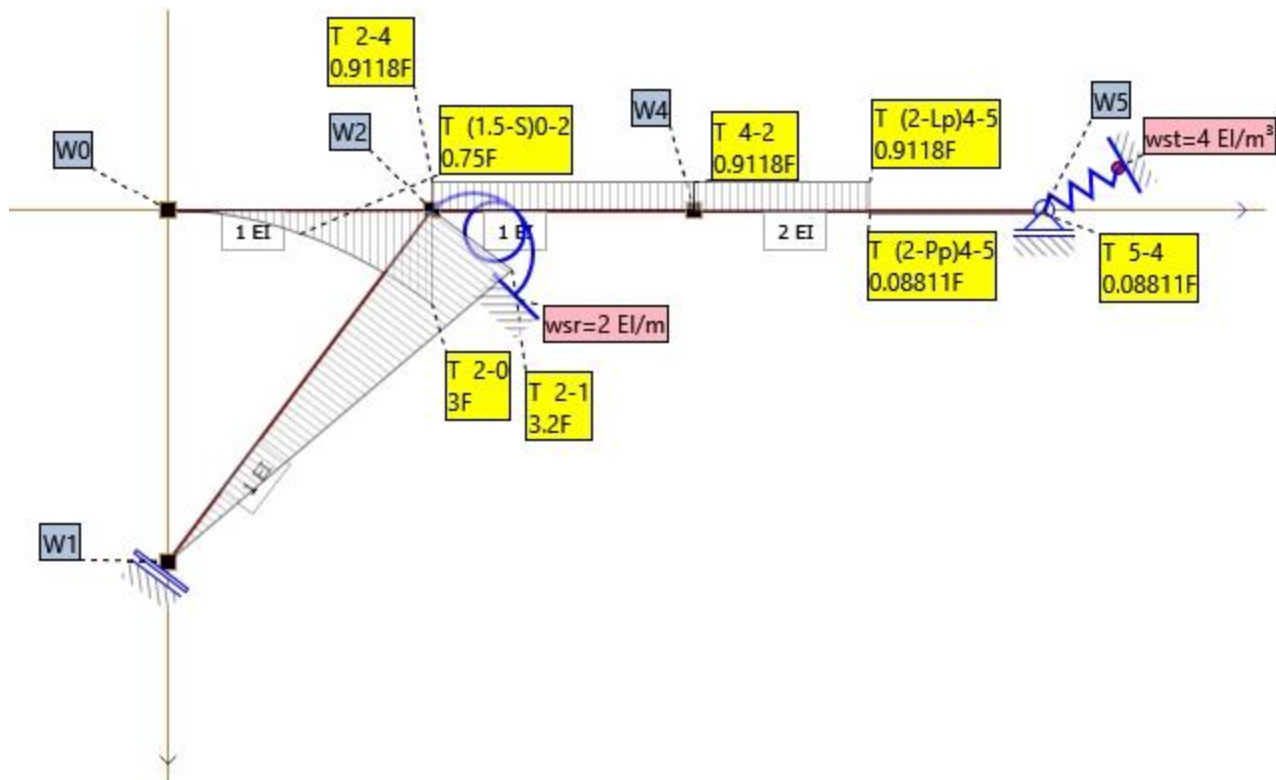 T 2-4
0.9118F
W0
W2
T (1.5-S)0-2
0.75F
W4
T 4-2
0.9118F
T (2-Lp)4-5
0.9118F
W5
wst=4 EI/m³
1 EI
1 EI
2 EI
T (2-Pp)4-5
0.08811F
T 5-4
0.08811F
wsr=2 EI/m
T 2-0
3F
T 2-1
3.2F
1 EI
W1